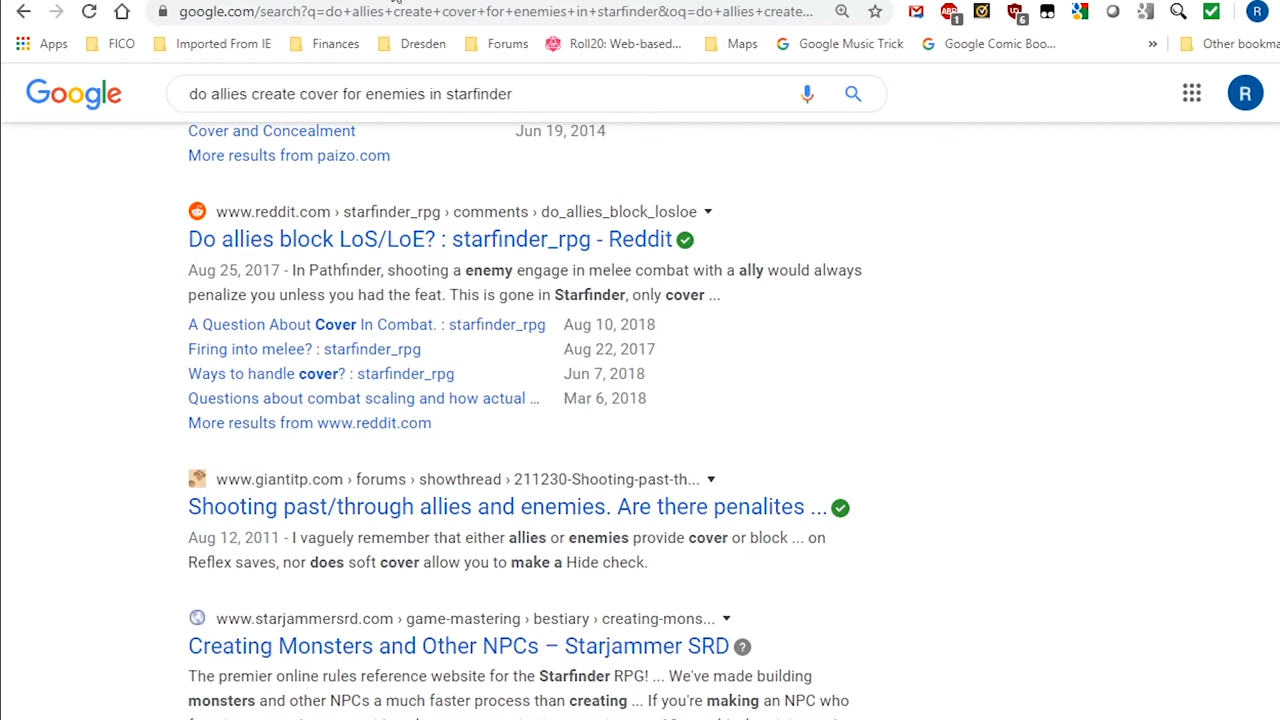 google.com/search?q=do+allies+create+cover+for+enemies+in+starfinder&oq=do+allies+create...
1
6
R
Apps FICO Imported From IE Finances Dresden Forums Roll20: Web-based... Maps Google Music Trick Google Comic Boo... » Other bookma
Google do allies create cover for enemies in starfinder R
Cover and Concealment Jun 19, 2014
More results from paizo.com
www.reddit.com › starfinder_rpg › comments › do_allies_block_losloe
Do allies block LoS/LoE? : starfinder_rpg - Reddit
Aug 25, 2017 - In Pathfinder, shooting a enemy engage in melee combat with a ally would always
penalize you unless you had the feat. This is gone in Starfinder, only cover ...
A Question About Cover In Combat. : starfinder_rpg Aug 10, 2018
Firing into melee? : starfinder_rpg Aug 22, 2017
Ways to handle cover? : starfinder_rpg Jun 7, 2018
Questions about combat scaling and how actual ... Mar 6, 2018
More results from www.reddit.com
www.giantitp.com › forums › showthread › 211230-Shooting-past-th...
Shooting past/through allies and enemies. Are there penalites ...
Aug 12, 2011 - I vaguely remember that either allies or enemies provide cover or block ... on
Reflex saves, nor does soft cover allow you to make a Hide check.
www.starjammersrd.com › game-mastering › bestiary › creating-mons...
Creating Monsters and Other NPCs – Starjammer SRD
The premier online rules reference website for the Starfinder RPG! ... We've made building
monsters and other NPCs a much faster process than creating ... If you're making an NPC who